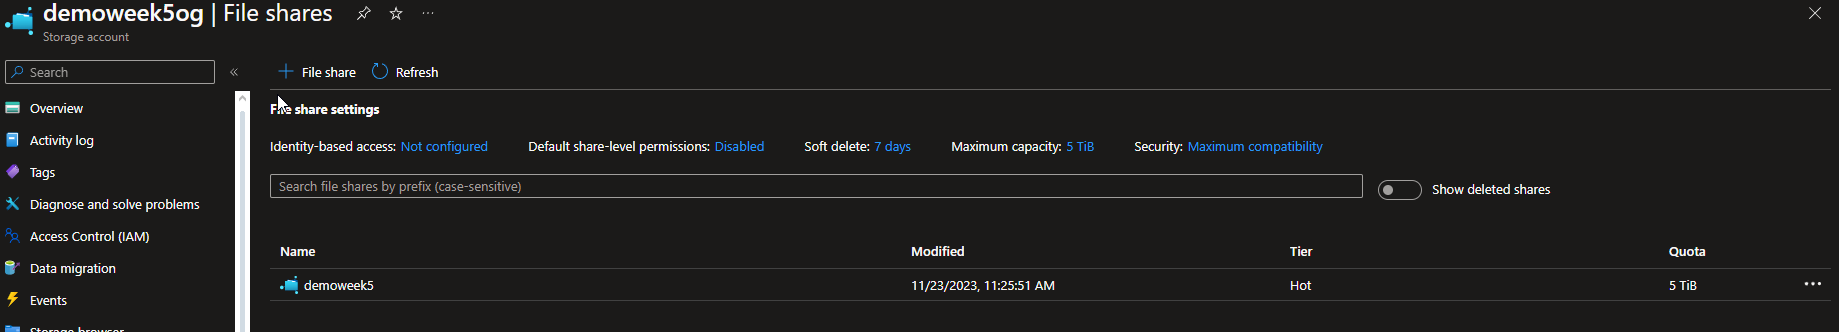 demoweek5og | File shares
Storage account
Search
Overview
Activity log
Tags
Diagnose and solve problems
Access Control (IAM)
Data migration
Events
Storage browser
File share
Refresh
File share settings
Identity-based access: Not configured
Default share-level permissions: Disabled
Soft delete: 7 days
Maximum capacity: 5 TiB
Security: Maximum compatibility
Search file shares by prefix (case-sensitive)
Show deleted shares
Name Modified Tier Quota
demoweek5 11/23/2023, 11:25:51 AM Hot 5 TiB